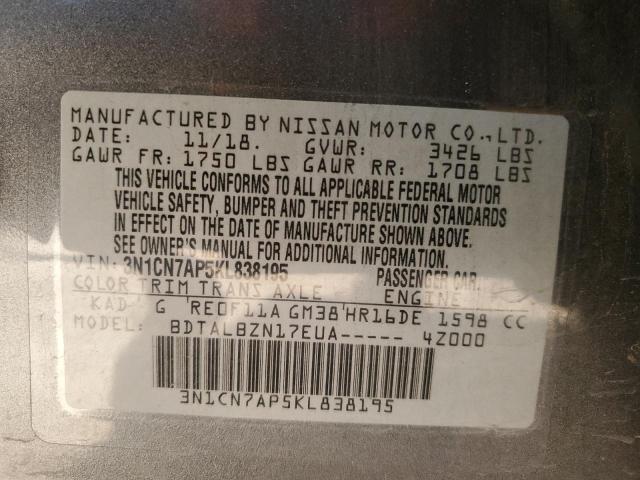 MANUFACTURED BY NISSAN MOTOR CO., LTD.
DATE: 11/18. GVWR: 3426 LBS
GAWR FR: 1750 LBS GAWR RR: 1708 LBS
THIS VEHICLE CONFORMS TO ALL APPLICABLE FEDERAL MOTOR
VEHICLE SAFETY, BUMPER AND THEFT PREVENTION STANDARDS
IN EFFECT ON THE DATE OF MANUFACTURE SHOWN ABOVE.
SEE OWNER'S MANUAL FOR ADDITIONAL INFORMATION.
VIN: 3N1CN7AP5KL838195 PASSENGER CAR.
COLOR TRIM TRANS AXLE ENGINE
KAD G RE0F11A GM38 HR16DE 1598 CC
MODEL: BDTALBZN17EUA----- 4Z000
3N1CN7AP5KL838195